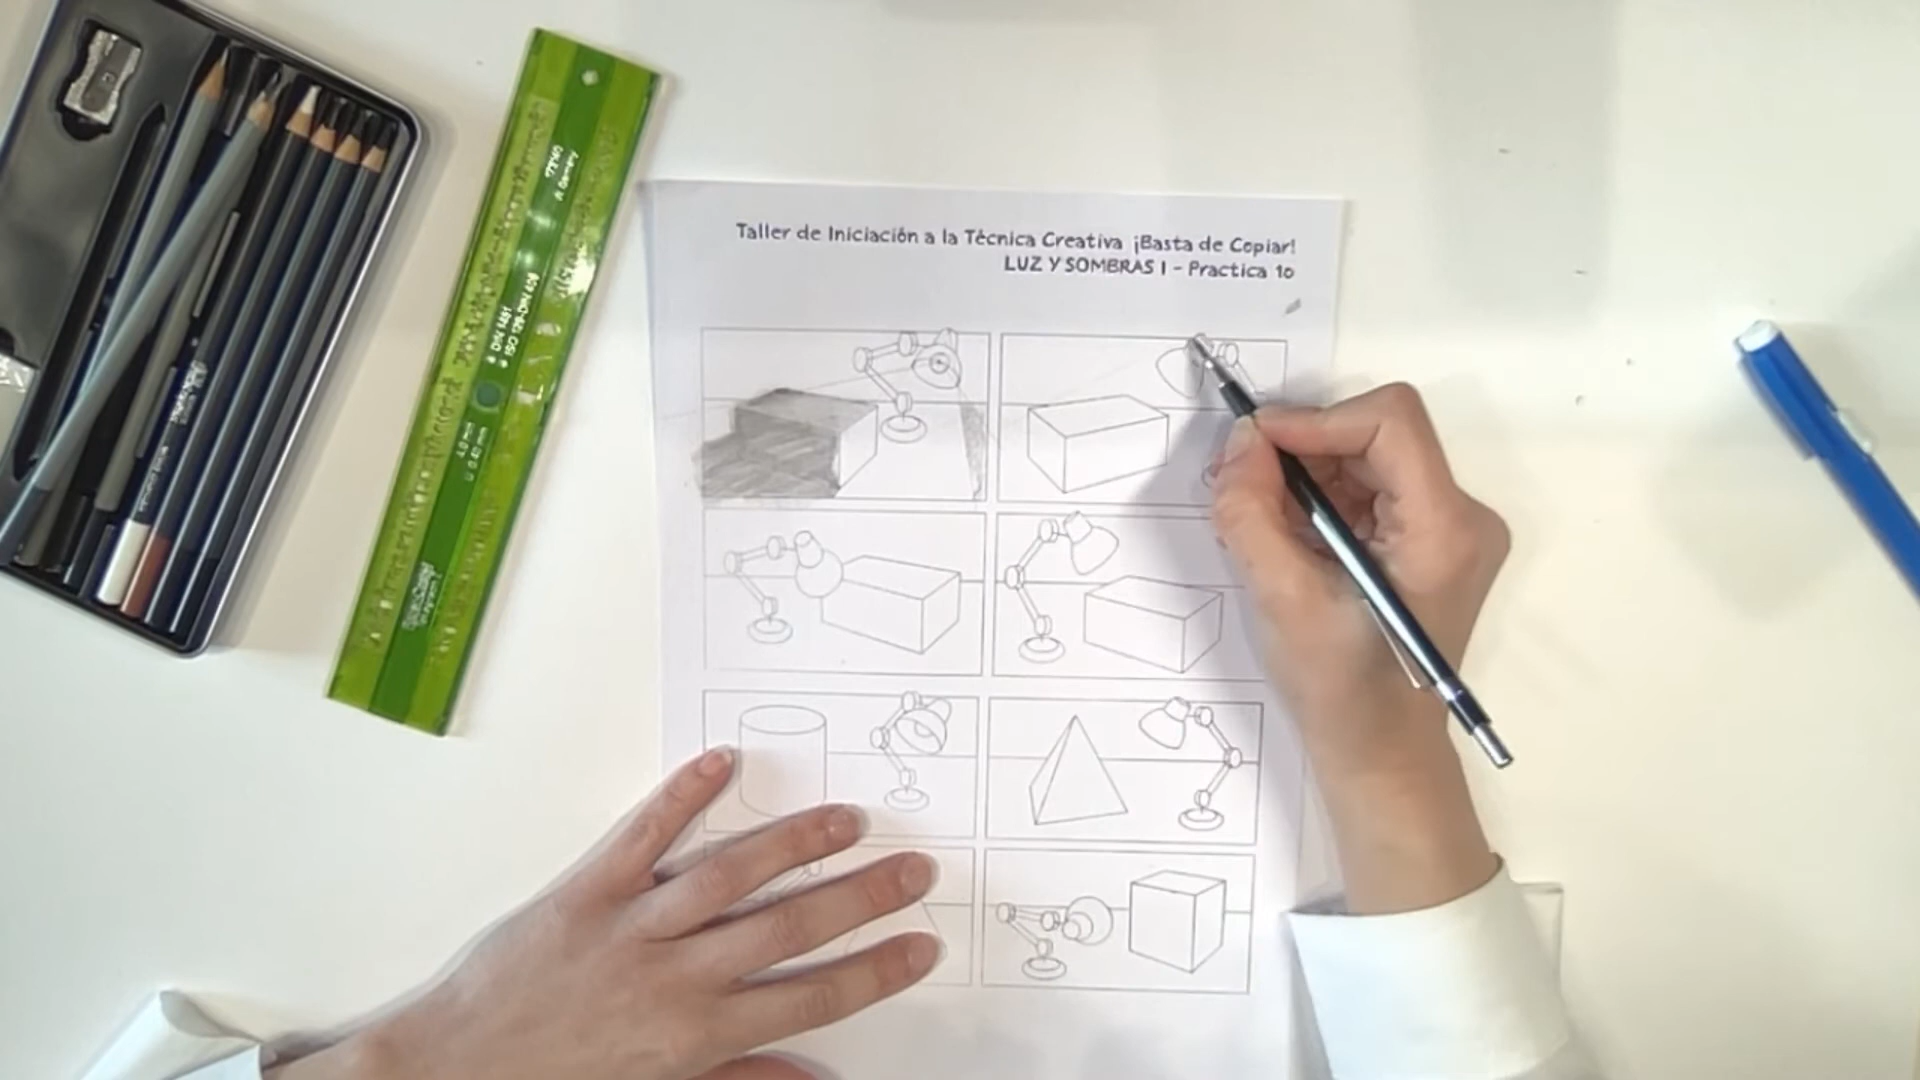 Taller de Iniciación a la Técnica Creativa ¡Basta de Copiar!
LUZ Y SOMBRAS I - Practica 10